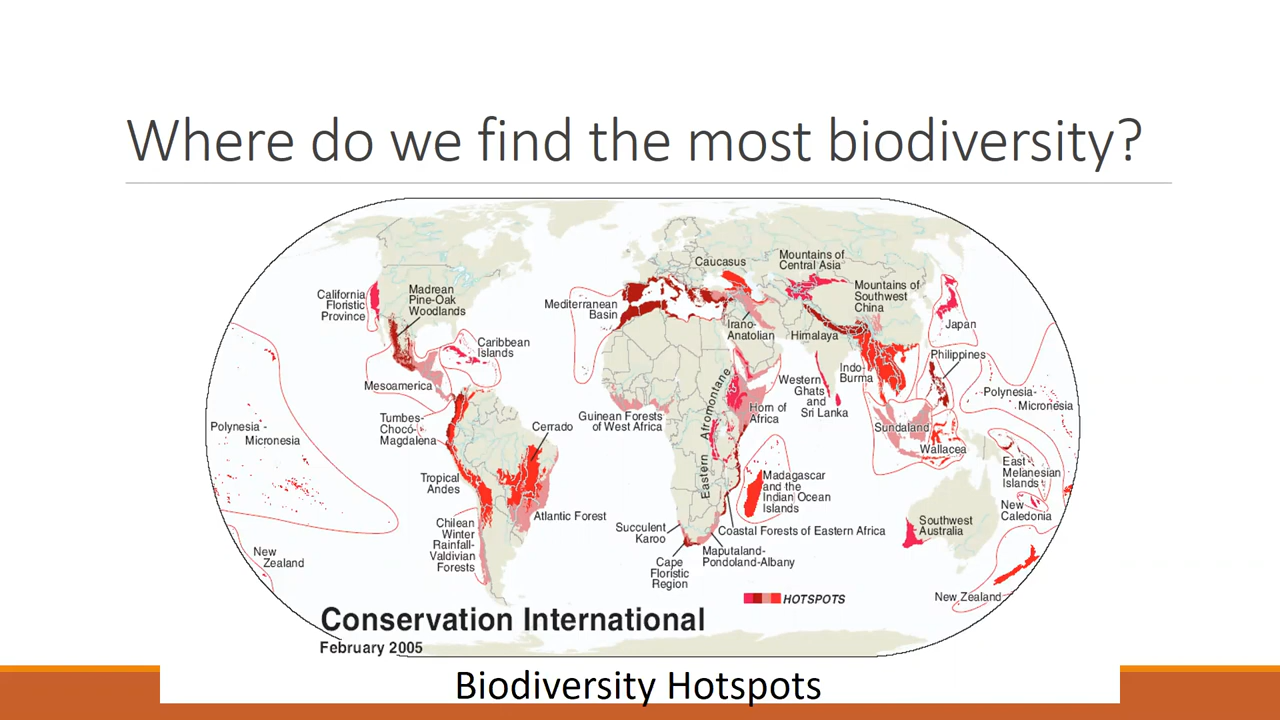 Where do we find the most biodiversity?
Caucasus
Mountains of
Central Asia
California
Floristic
Province
Madrean
Pine-Oak
Woodlands
Mediterranean
Basin
Mountains of
Southwest
China
Irano-
Anatolian
Himalaya
Japan
Caribbean
Islands
Philippines
Mesoamerica
Indo-
Burma
Western
Ghats
and
Sri Lanka
Polynesia-
Micronesia
Polynesia -
Micronesia
Tumbes-
Chocó-
Magdalena
Cerrado
Guinean Forests
of West Africa
Eastern Afromontane
Horn of
Africa
Sundaland
Wallacea
East
Melanesian
Islands
Tropical
Andes
Madagascar
and the
Indian Ocean
Islands
New
Caledonia
Atlantic Forest
Chilean
Winter
Rainfall-
Valdivian
Forests
Succulent
Karoo
Coastal Forests of Eastern Africa
Southwest
Australia
Cape
Floristic
Region
Maputaland-
Pondoland-Albany
New
Zealand
New Zealand
HOTSPOTS
Conservation International
February 2005
Biodiversity Hotspots